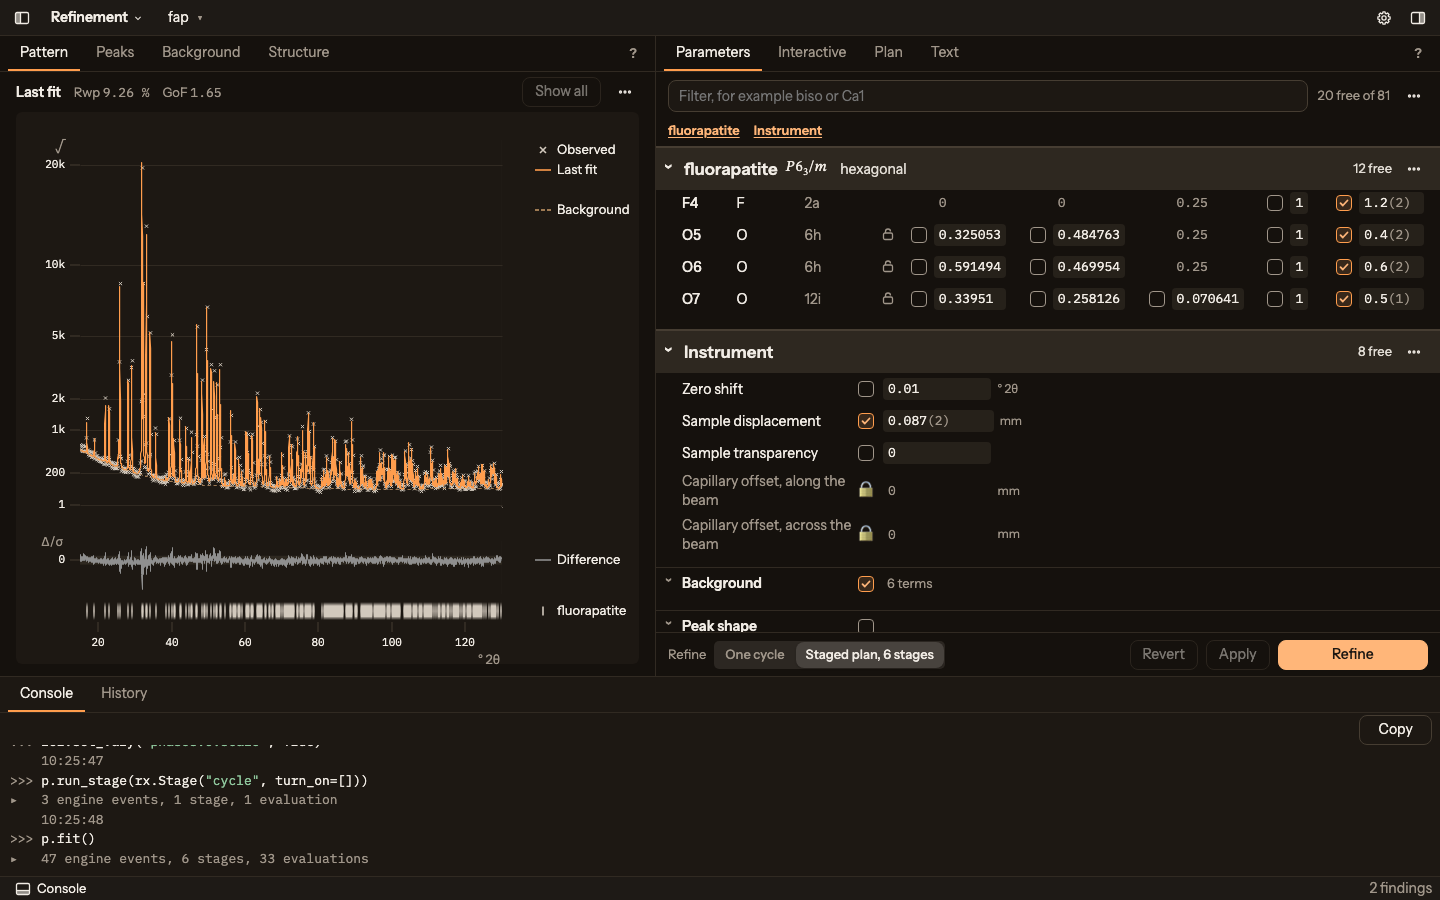 Refinement fap
Pattern Peaks Background Structure ?
Last fit Rwp 9.26 % GoF 1.65 Show all
√
20k
10k
5k
2k
1k
200
1
Δ/σ
0
20 40 60 80 100 120
°2θ
Observed
Last fit
Background
Difference
fluorapatite
Parameters Interactive Plan Text ?
Filter, for example biso or Ca1 20 free of 81
fluorapatite Instrument
fluorapatite P6₃/m hexagonal 12 free
F4 F 2a 0 0 0.25 1 1.2(2)
O5 O 6h 0.325053 0.484763 0.25 1 0.4(2)
O6 O 6h 0.591494 0.469954 0.25 1 0.6(2)
O7 O 12i 0.33951 0.258126 0.070641 1 0.5(1)
Instrument 8 free
Zero shift 0.01 °2θ
Sample displacement 0.087(2) mm
Sample transparency 0
Capillary offset, along the
beam 0 mm
Capillary offset, across the
beam 0 mm
Background 6 terms
Peak shape
Refine One cycle Staged plan, 6 stages Revert Apply Refine
Console History
Copy
10:25:47
>>> p.run_stage(rx.Stage("cycle", turn_on=[]))
3 engine events, 1 stage, 1 evaluation
10:25:48
>>> p.fit()
47 engine events, 6 stages, 33 evaluations
Console 2 findings